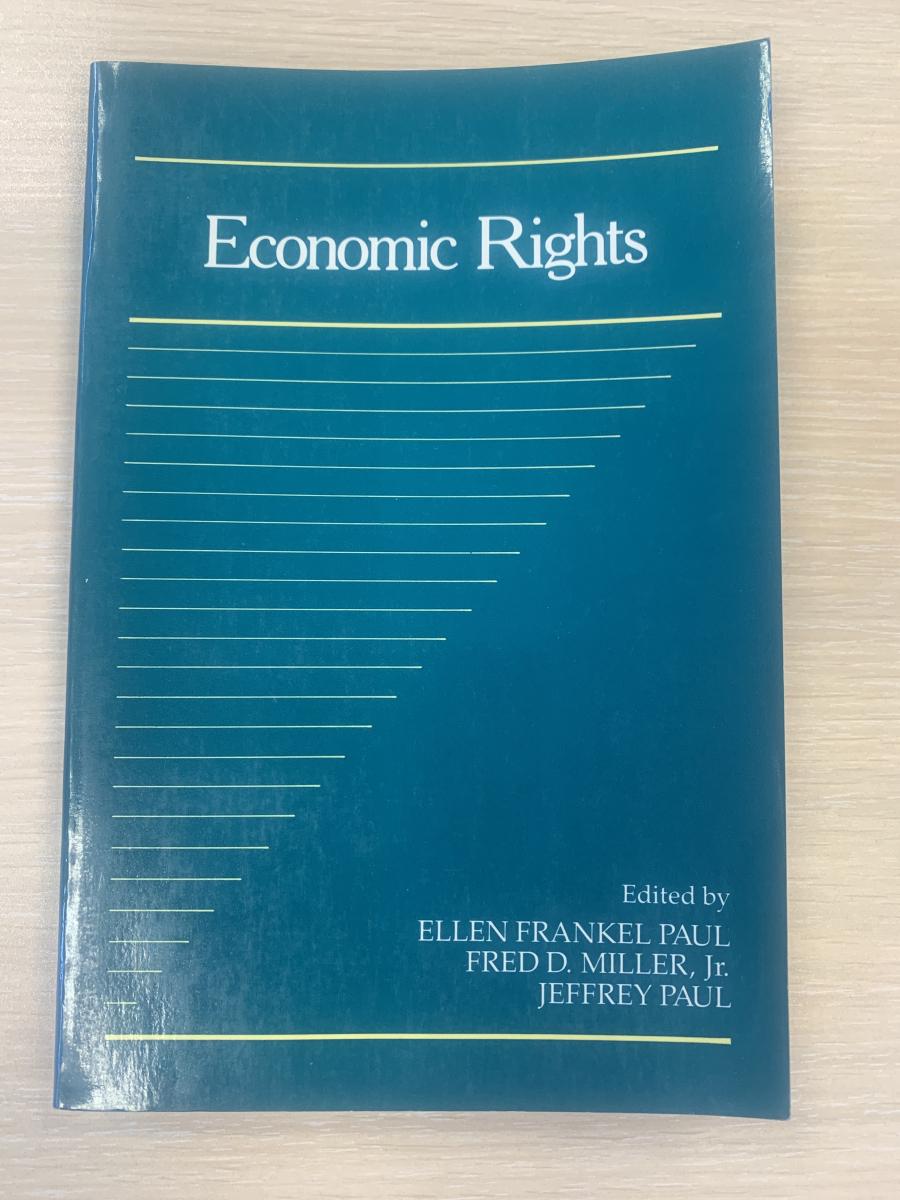 Economic Rights
Edited by
ELLEN FRANKEL PAUL
FRED D. MILLER, Jr.
JEFFREY PAUL